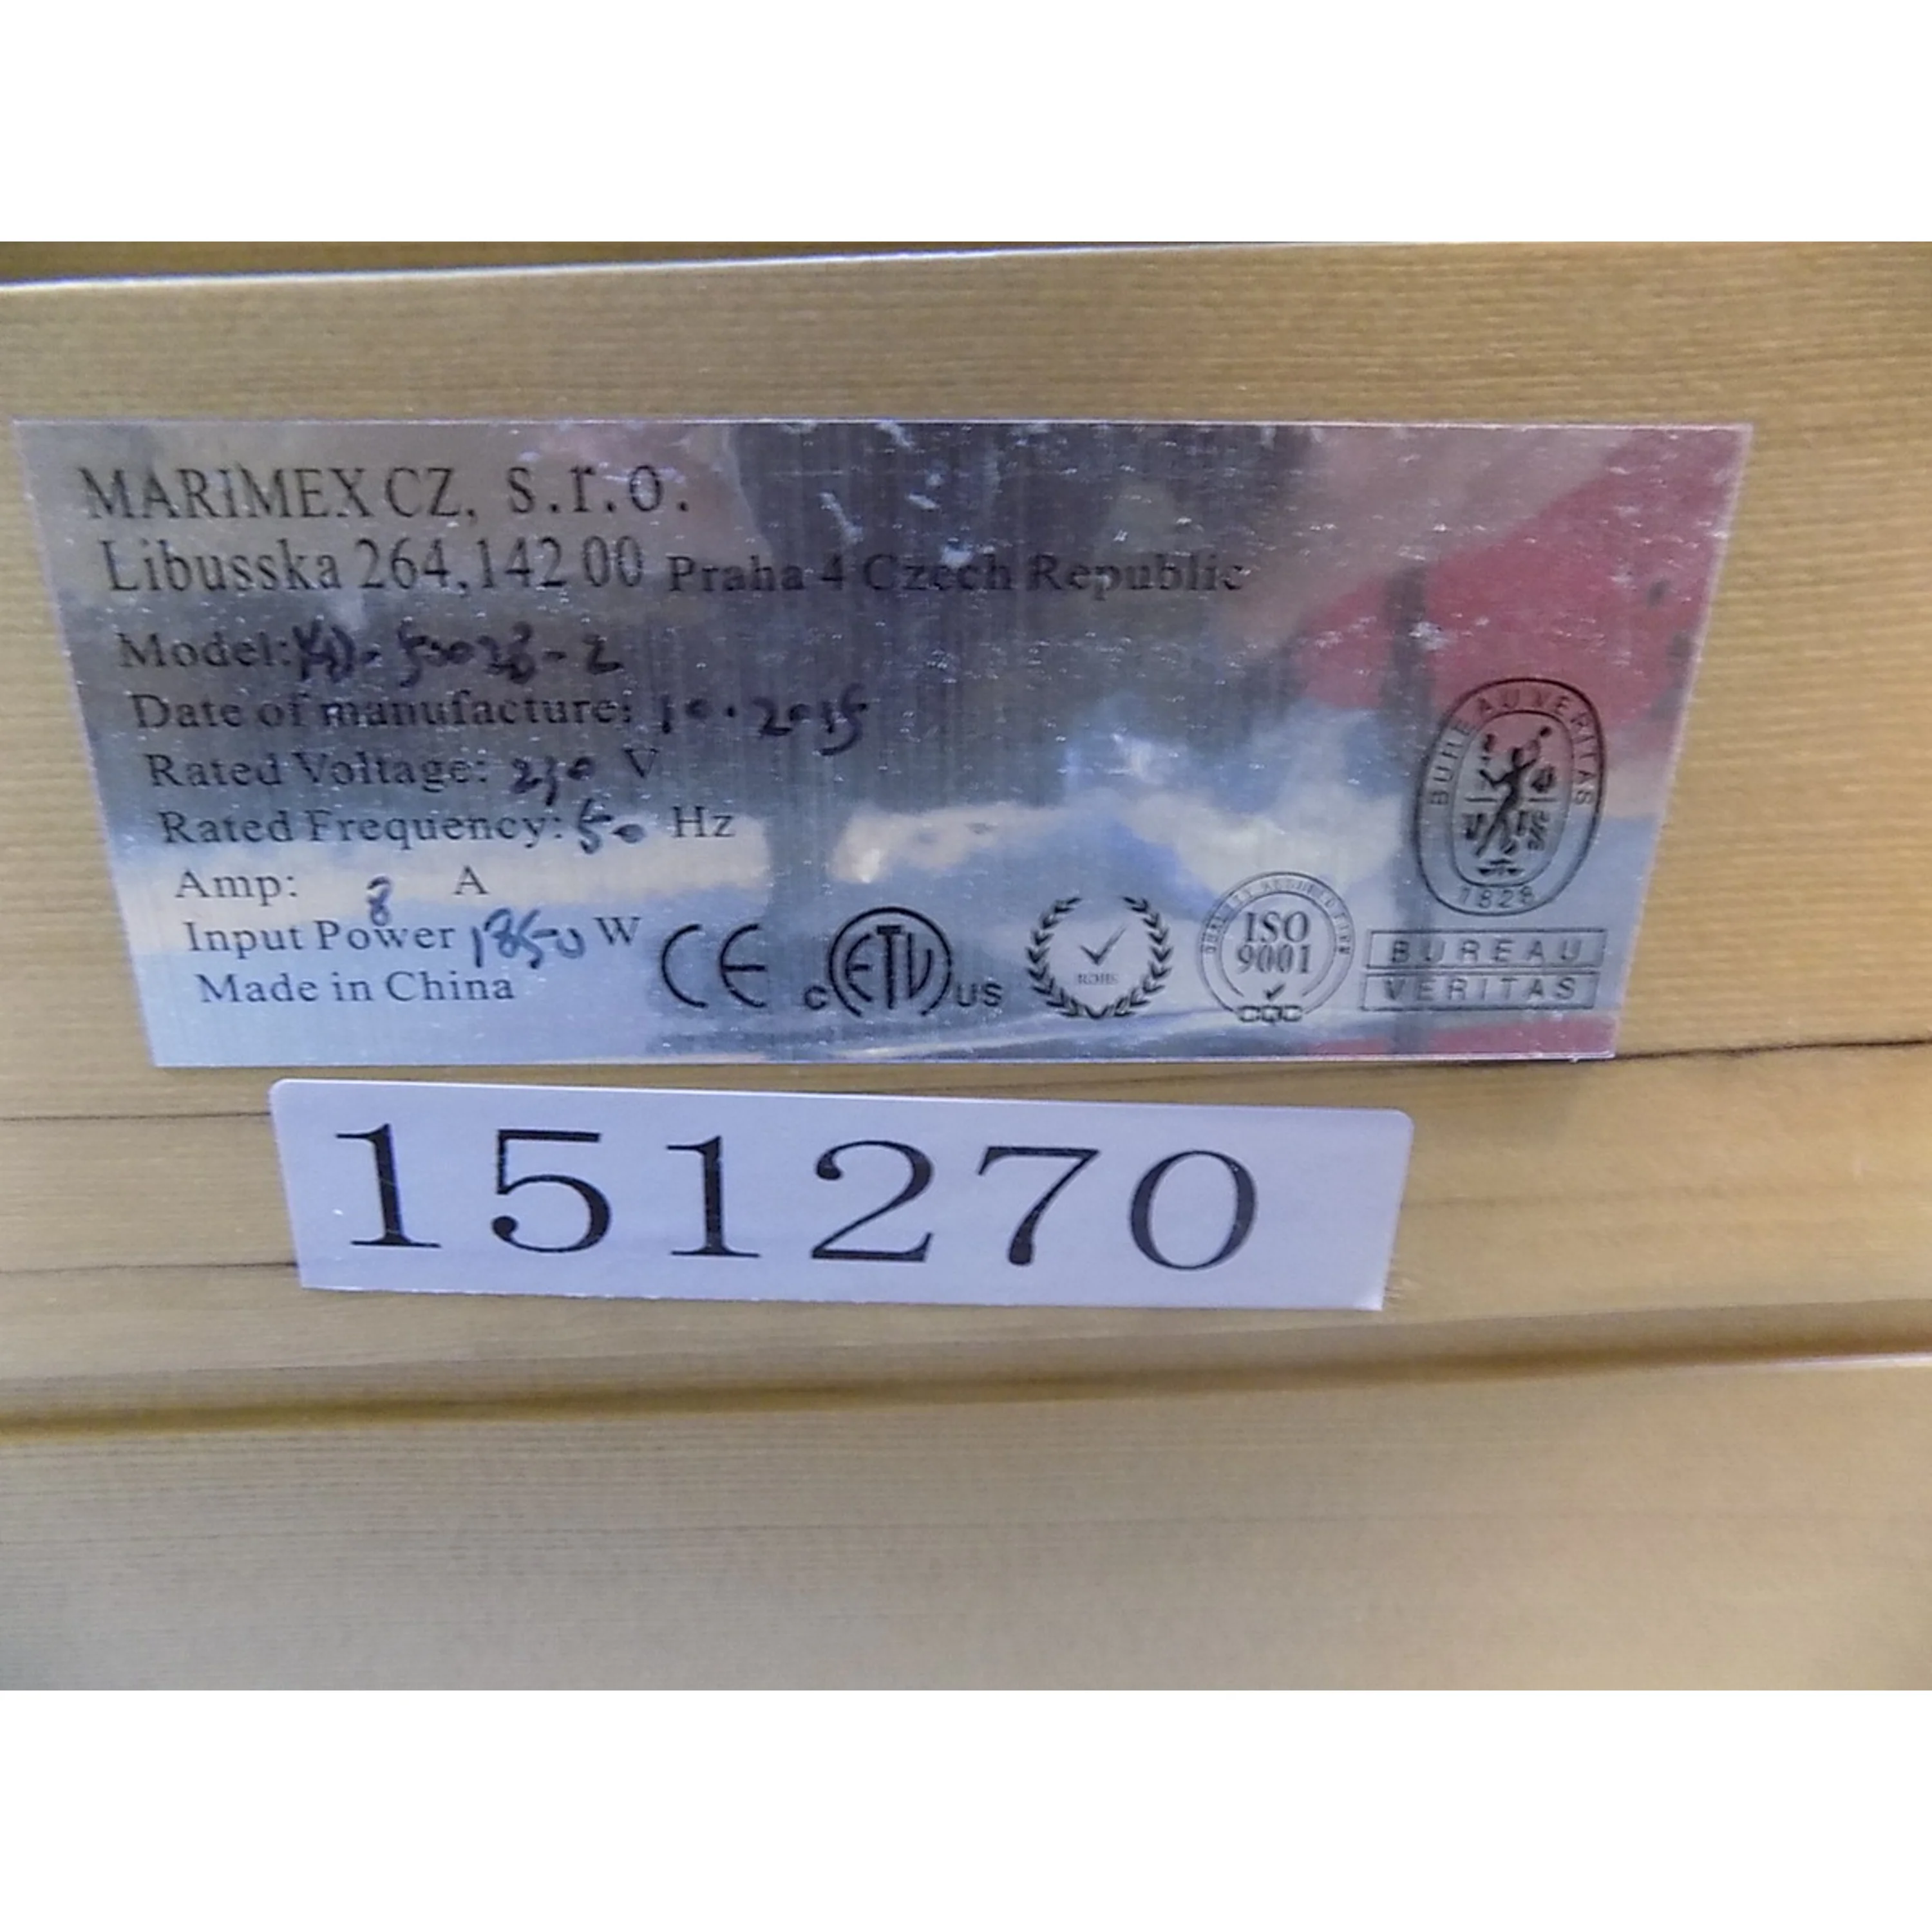 MARIMEX CZ, s.r.o.
Libusska 264,142 00 Praha 4 Czech Republic
Model:
Date of manufacture: 10.2015
Rated Voltage: 230 V
Rated Frequency: 50 Hz
Amp: 8 A
Input Power 1850 W
Made in China
CE
c ETL US
ROHS
ISO
9001
CQC
BUREAU VERITAS
1828
BUREAU
VERITAS
151270